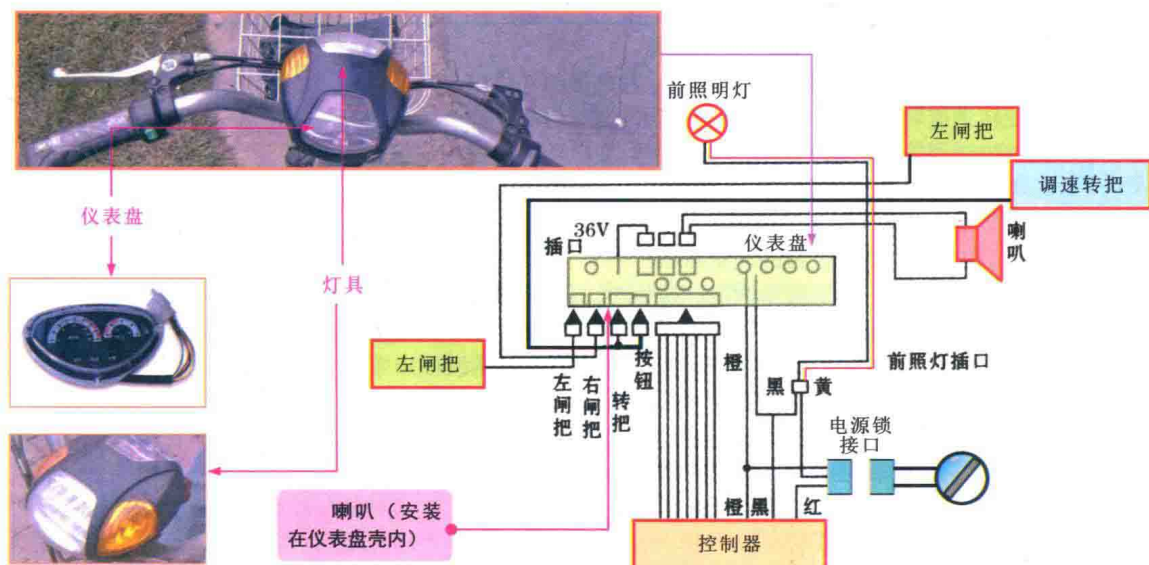 前照明灯
左闸把
调速转把
仪表盘
插口
36V
仪表盘
喇叭
灯具
左闸把
左闸把
右闸把
转把
按钮
橙
黑
黄
前照灯插口
电源锁
接口
喇叭（安装
在仪表盘壳内）
橙
黑
红
控制器